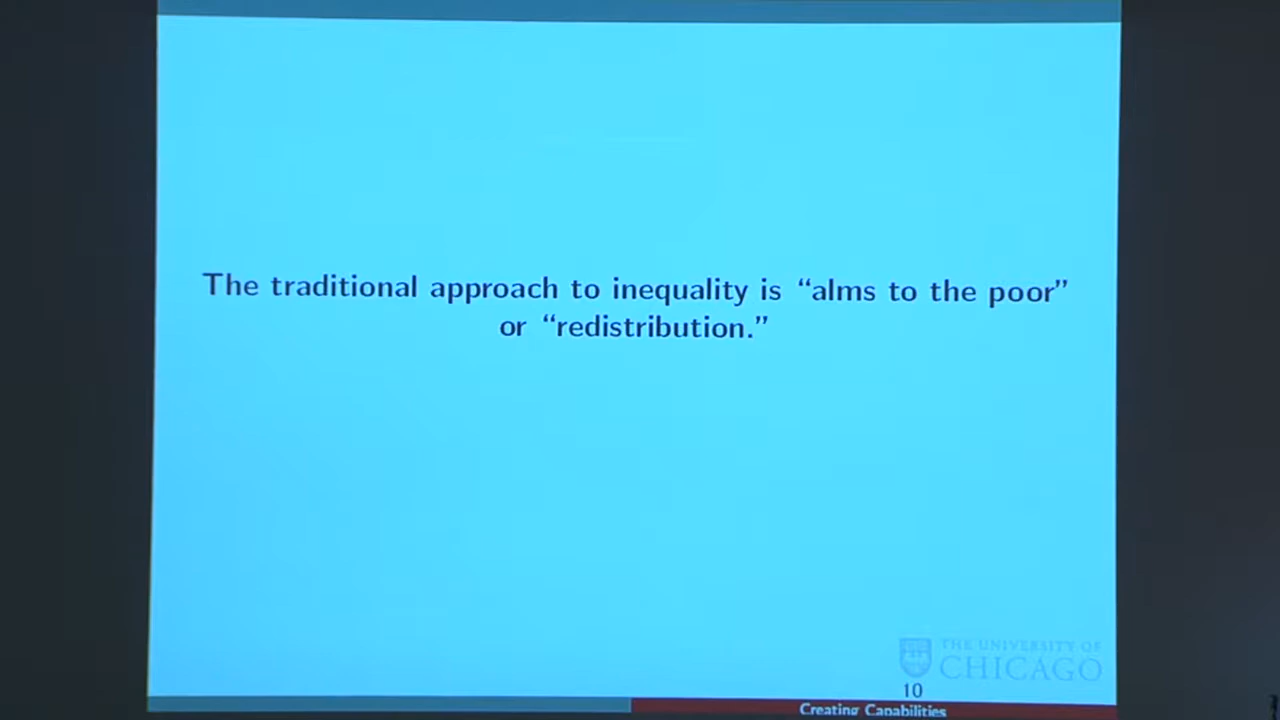 The traditional approach to inequality is “alms to the poor”
or “redistribution.”
THE UNIVERSITY OF
CHICAGO
10
Creating Capabilities